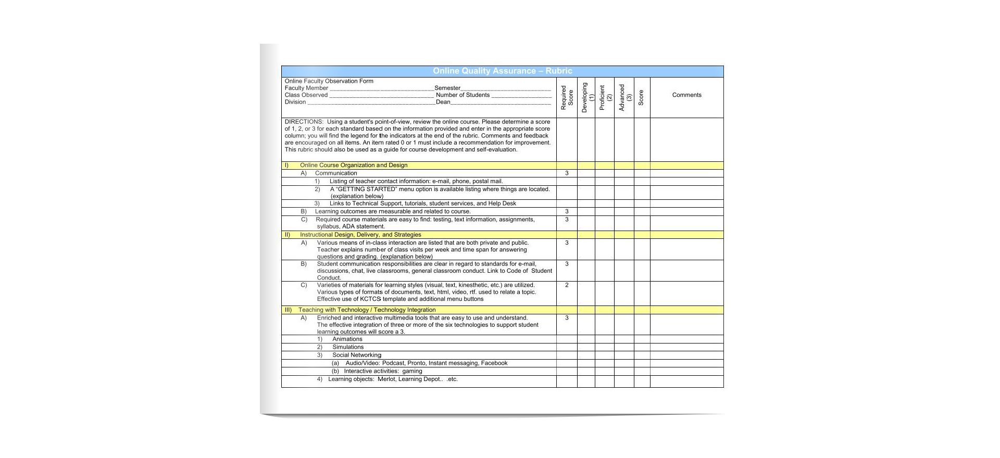 Online Quality Assurance – Rubric
Online Faculty Observation Form
Faculty Member ______________________________Semester__________________________
Class Observed ______________________________ Number of Students _________________
Division _____________________________________Dean_____________________________
Required Score
Developing (1)
Proficient (2)
Advanced (3)
Score
Comments
DIRECTIONS: Using a student's point-of-view, review the online course. Please determine a score
of 1, 2, or 3 for each standard based on the information provided and enter in the appropriate score
column; you will find the legend for the indicators at the end of the rubric. Comments and feedback
are encouraged on all items. An item rated 0 or 1 must include a recommendation for improvement.
This rubric should also be used as a guide for course development and self-evaluation.
I) Online Course Organization and Design
A) Communication 3
1) Listing of teacher contact information: e-mail, phone, postal mail.
2) A “GETTING STARTED” menu option is available listing where things are located.
(explanation below)
3) Links to Technical Support, tutorials, student services, and Help Desk
B) Learning outcomes are measurable and related to course. 3
C) Required course materials are easy to find: testing, text information, assignments, 3
syllabus, ADA statement.
II) Instructional Design, Delivery, and Strategies
A) Various means of in-class interaction are listed that are both private and public. 3
Teacher explains number of class visits per week and time span for answering
questions and grading. (explanation below)
B) Student communication responsibilities are clear in regard to standards for e-mail, 3
discussions, chat, live classrooms, general classroom conduct. Link to Code of Student
Conduct.
C) Varieties of materials for learning styles (visual, text, kinesthetic, etc.) are utilized. 2
Various types of formats of documents, text, html, video, rtf. used to relate a topic.
Effective use of KCTCS template and additional menu buttons
III) Teaching with Technology / Technology Integration
A) Enriched and interactive multimedia tools that are easy to use and understand. 3
The effective integration of three or more of the six technologies to support student
learning outcomes will score a 3.
1) Animations
2) Simulations
3) Social Networking
(a) Audio/Video: Podcast, Pronto, Instant messaging, Facebook
(b) Interactive activities: gaming
4) Learning objects: Merlot, Learning Depot.. .etc.